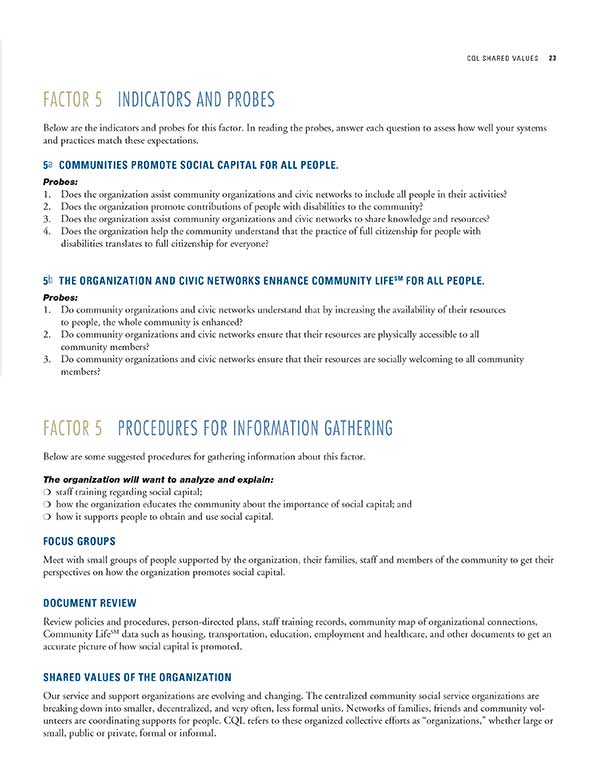 CQL SHARED VALUES 23
FACTOR 5 INDICATORS AND PROBES
Below are the indicators and probes for this factor. In reading the probes, answer each question to assess how well your systems
and practices match these expectations.
5a COMMUNITIES PROMOTE SOCIAL CAPITAL FOR ALL PEOPLE.
Probes:
1. Does the organization assist community organizations and civic networks to include all people in their activities?
2. Does the organization promote contributions of people with disabilities to the community?
3. Does the organization assist community organizations and civic networks to share knowledge and resources?
4. Does the organization help the community understand that the practice of full citizenship for people with
disabilities translates to full citizenship for everyone?
5b THE ORGANIZATION AND CIVIC NETWORKS ENHANCE COMMUNITY LIFE℠ FOR ALL PEOPLE.
Probes:
1. Do community organizations and civic networks understand that by increasing the availability of their resources
to people, the whole community is enhanced?
2. Do community organizations and civic networks ensure that their resources are physically accessible to all
community members?
3. Do community organizations and civic networks ensure that their resources are socially welcoming to all community
members?
FACTOR 5 PROCEDURES FOR INFORMATION GATHERING
Below are some suggested procedures for gathering information about this factor.
The organization will want to analyze and explain:
❍ staff training regarding social capital;
❍ how the organization educates the community about the importance of social capital; and
❍ how it supports people to obtain and use social capital.
FOCUS GROUPS
Meet with small groups of people supported by the organization, their families, staff and members of the community to get their
perspectives on how the organization promotes social capital.
DOCUMENT REVIEW
Review policies and procedures, person-directed plans, staff training records, community map of organizational connections,
Community Life℠ data such as housing, transportation, education, employment and healthcare, and other documents to get an
accurate picture of how social capital is promoted.
SHARED VALUES OF THE ORGANIZATION
Our service and support organizations are evolving and changing. The centralized community social service organizations are
breaking down into smaller, decentralized, and very often, less formal units. Networks of families, friends and community vol-
unteers are coordinating supports for people. CQL refers to these organized collective efforts as “organizations,” whether large or
small, public or private, formal or informal.